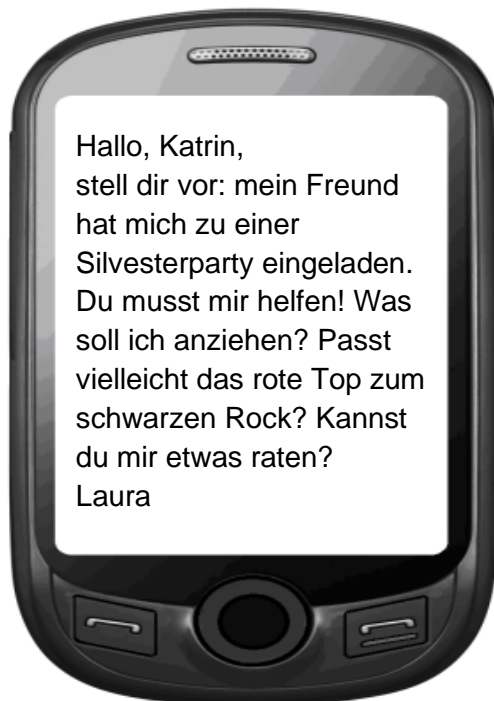 Hallo, Katrin,
stell dir vor: mein Freund
hat mich zu einer
Silvesterparty eingeladen.
Du musst mir helfen! Was
soll ich anziehen? Passt
vielleicht das rote Top zum
schwarzen Rock? Kannst
du mir etwas raten?
Laura